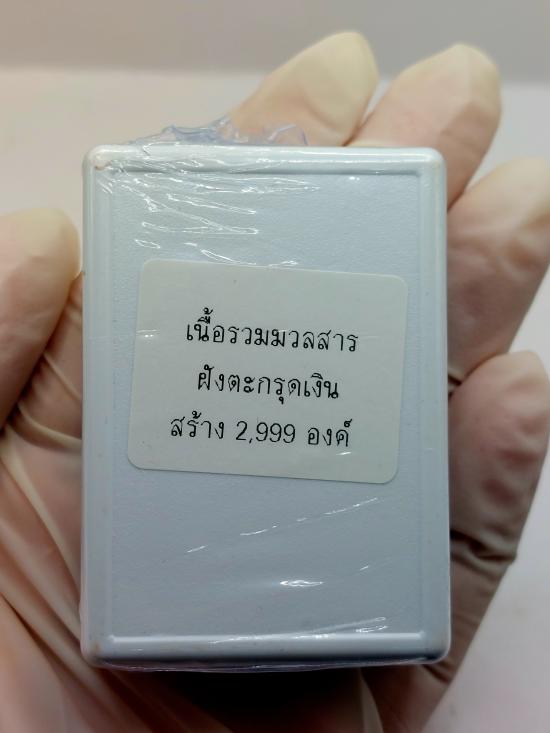 เนื้อรวมมวลสาร
ฝังตะกรุดเงิน
สร้าง 2,999 องค์